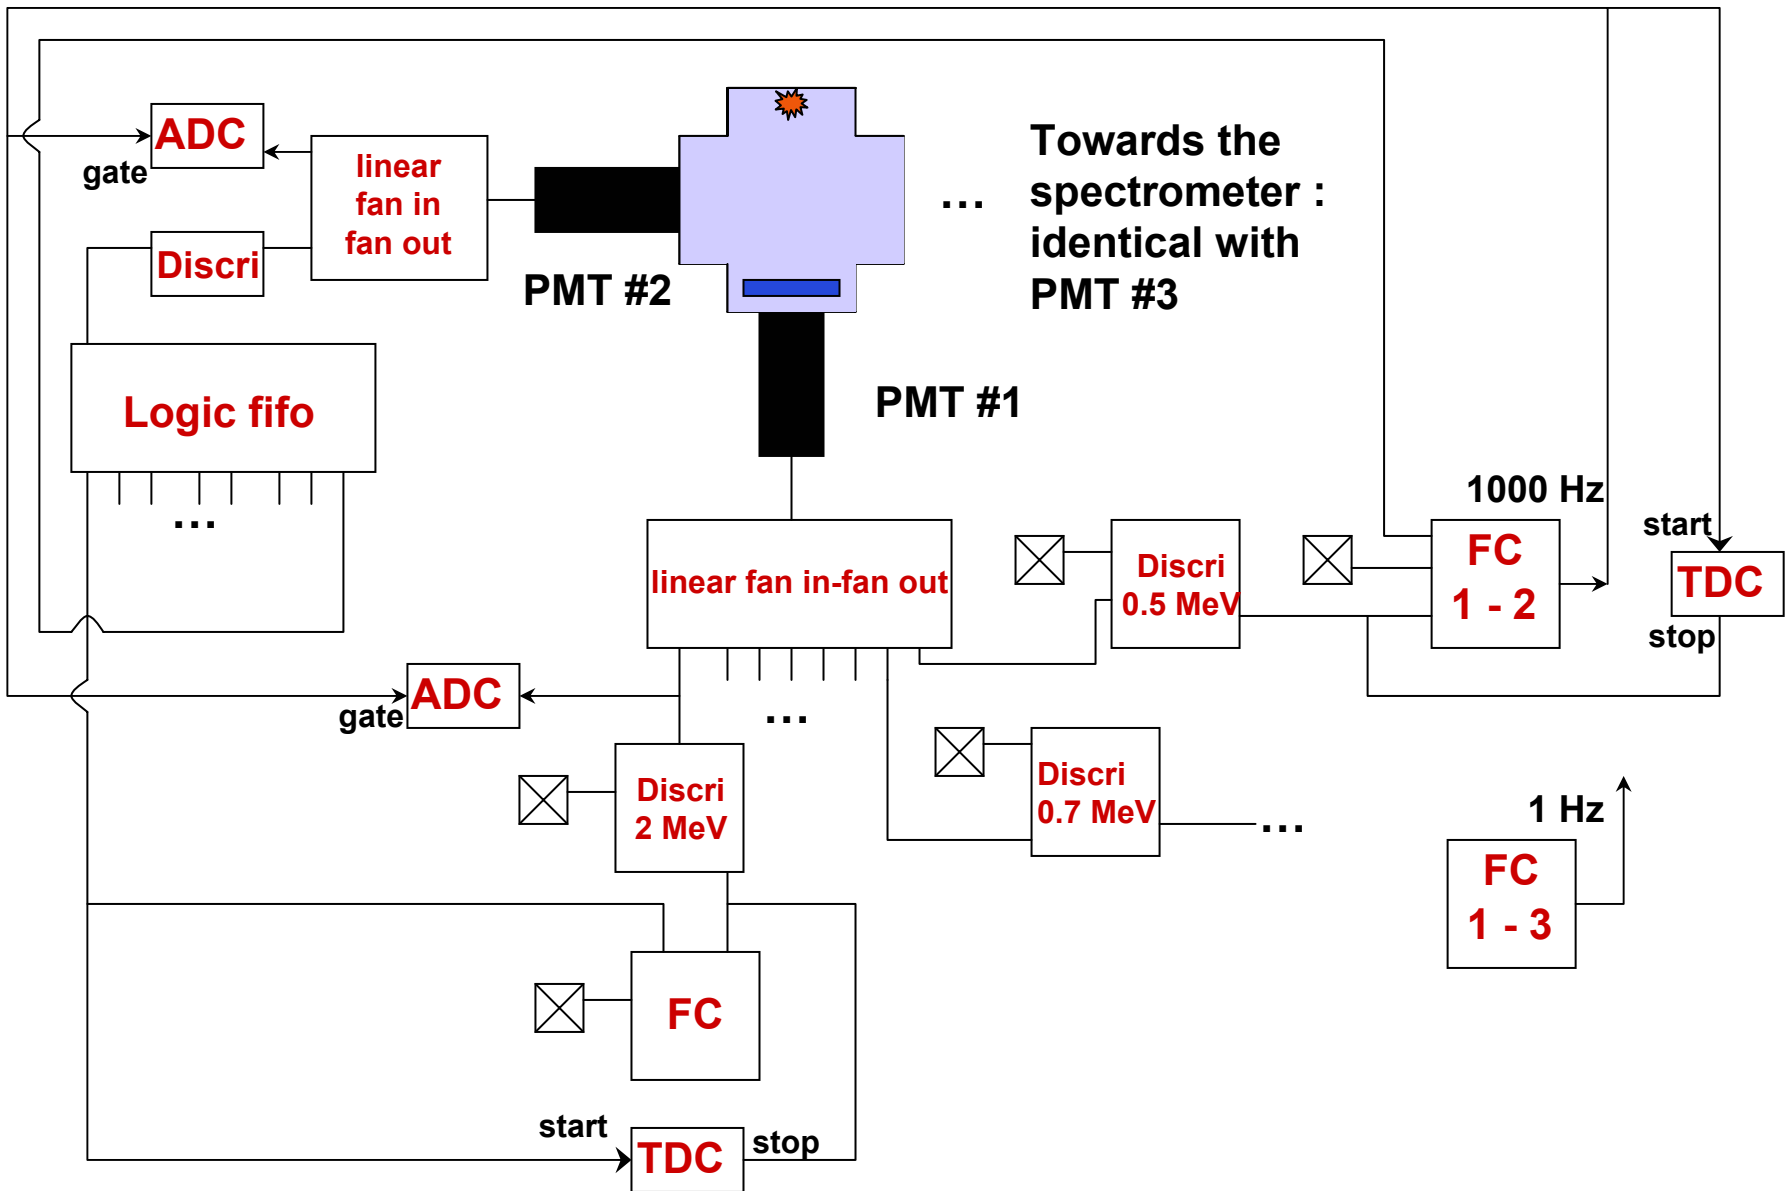 ADC
gate
linear
fan in
fan out
Discri
PMT #2
...
Towards the
spectrometer :
identical with
PMT #3
Logic fifo
...
PMT #1
1000 Hz
start
linear fan in-fan out
Discri
0.5 MeV
FC
1 - 2
TDC
stop
ADC
gate
...
Discri
2 MeV
Discri
0.7 MeV
...
1 Hz
FC
1 - 3
FC
start
TDC
stop